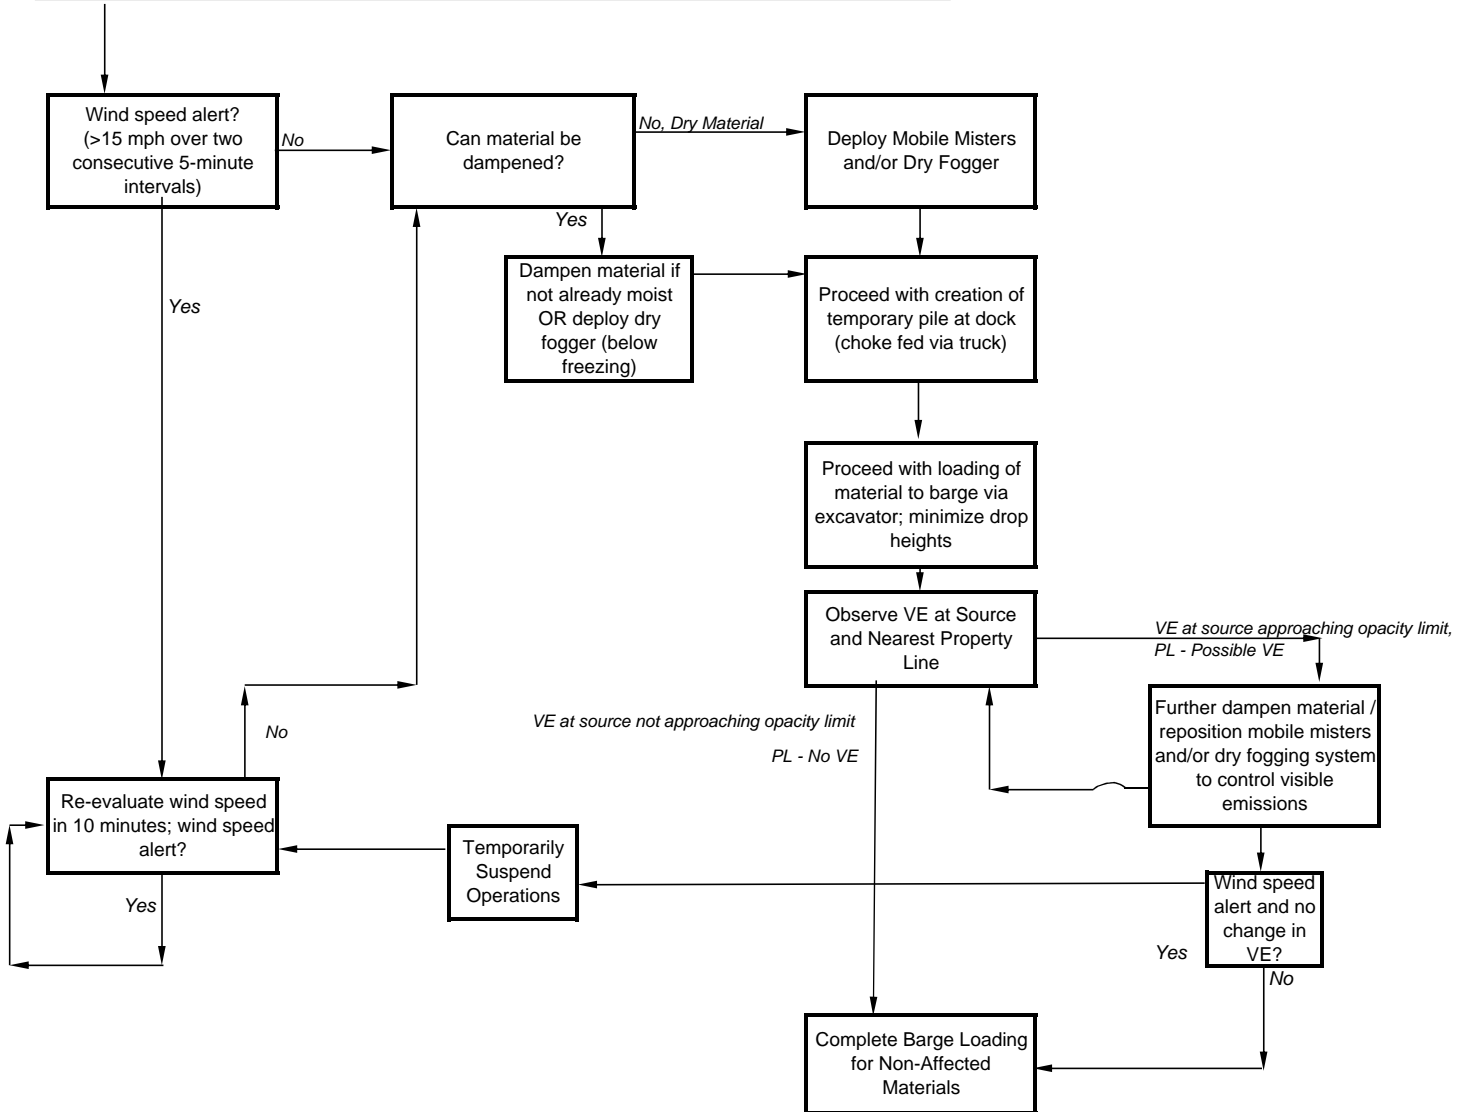 Wind speed alert?
(>15 mph over two
consecutive 5-minute
intervals)
No
Can material be
dampened?
No, Dry Material
Deploy Mobile Misters
and/or Dry Fogger
Yes
Yes
Dampen material if
not already moist
OR deploy dry
fogger (below
freezing)
Proceed with creation of
temporary pile at dock
(choke fed via truck)
Proceed with loading of
material to barge via
excavator; minimize drop
heights
Observe VE at Source
and Nearest Property
Line
VE at source approaching opacity limit,
PL - Possible VE
VE at source not approaching opacity limit
PL - No VE
Further dampen material /
reposition mobile misters
and/or dry fogging system
to control visible
emissions
No
Re-evaluate wind speed
in 10 minutes; wind speed
alert?
Yes
Temporarily
Suspend
Operations
Wind speed
alert and no
change in
VE?
Yes
No
Complete Barge Loading
for Non-Affected
Materials